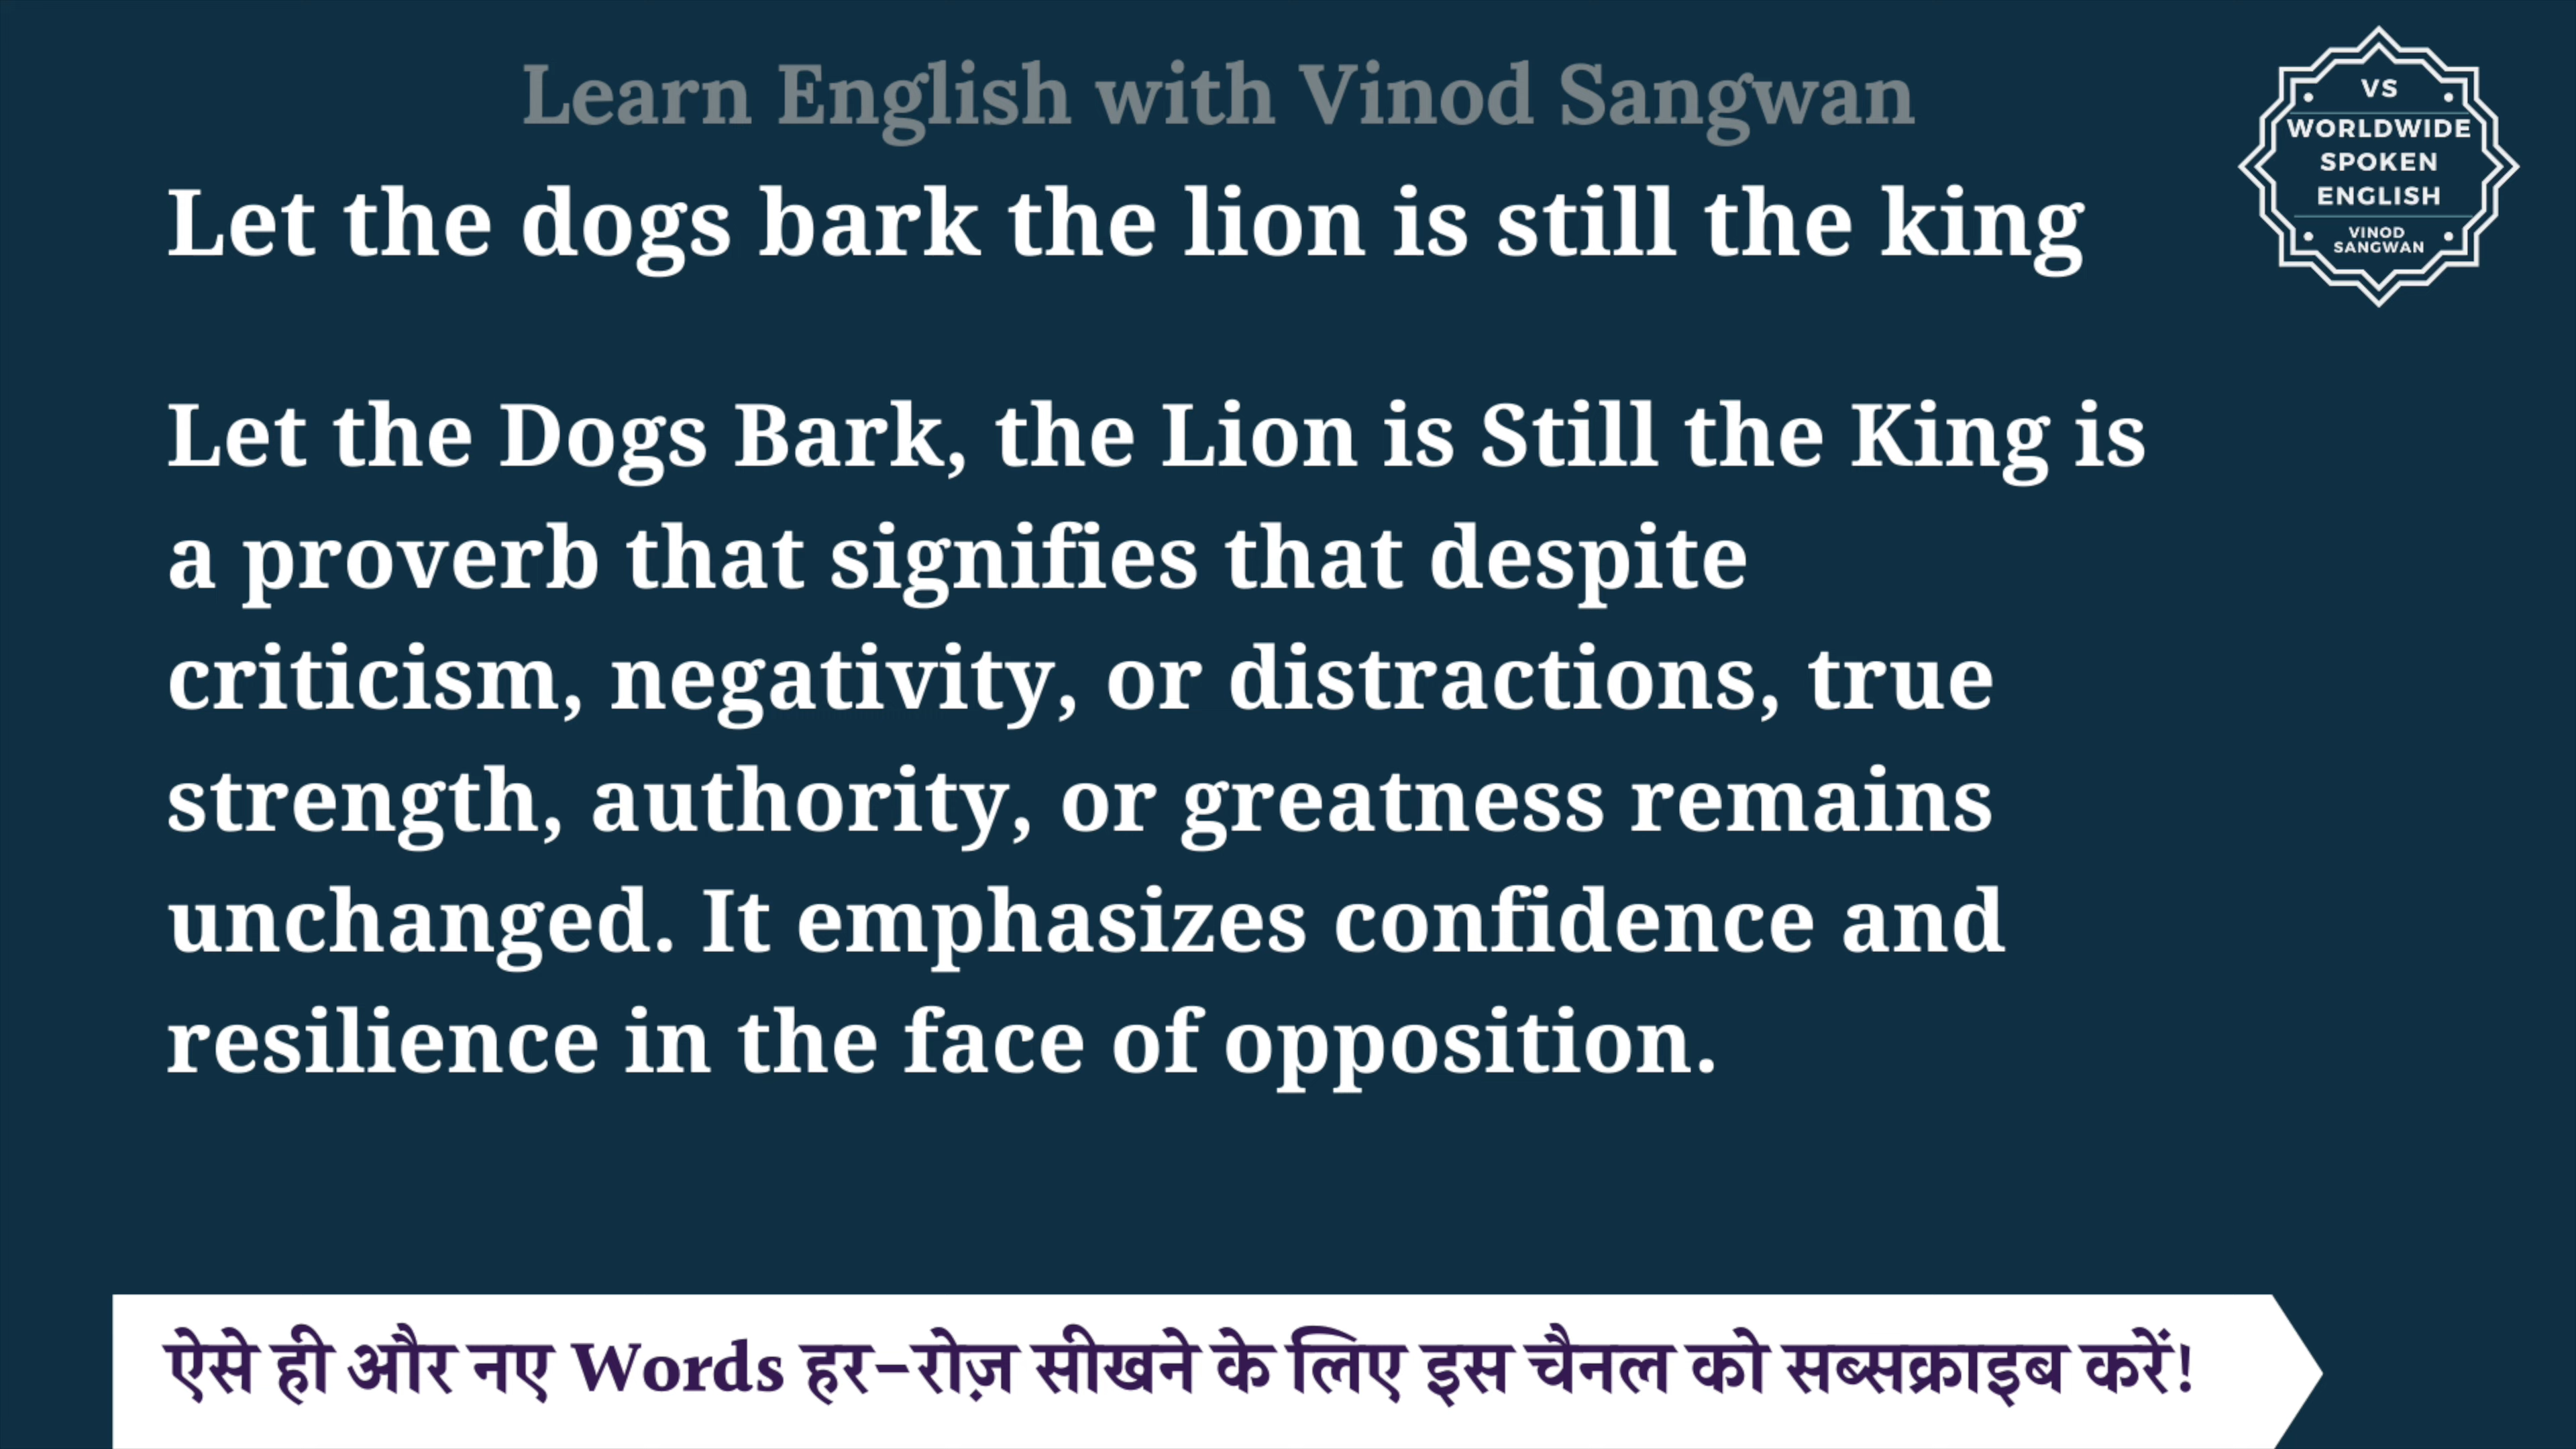 Learn English with Vinod Sangwan
VS
WORLDWIDE
SPOKEN
ENGLISH
VINOD
SANGWAN
Let the dogs bark the lion is still the king
Let the Dogs Bark, the Lion is Still the King is
a proverb that signifies that despite
criticism, negativity, or distractions, true
strength, authority, or greatness remains
unchanged. It emphasizes confidence and
resilience in the face of opposition.
ऐसे ही और नए Words हर-रोज़ सीखने के लिए इस चैनल को सब्सक्राइब करें!